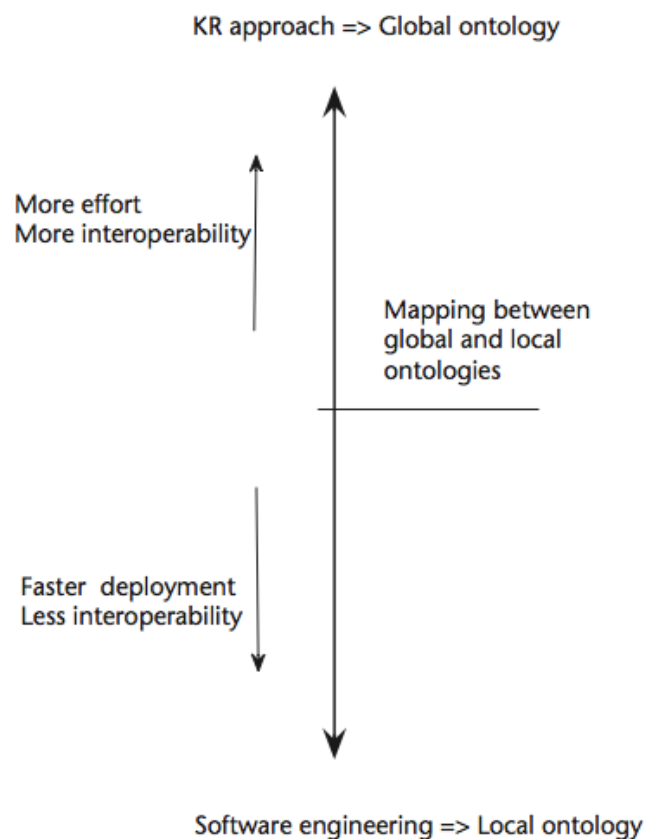 KR approach => Global ontology
More effort
More interoperability
Mapping between
global and local
ontologies
Faster deployment
Less interoperability
Software engineering => Local ontology